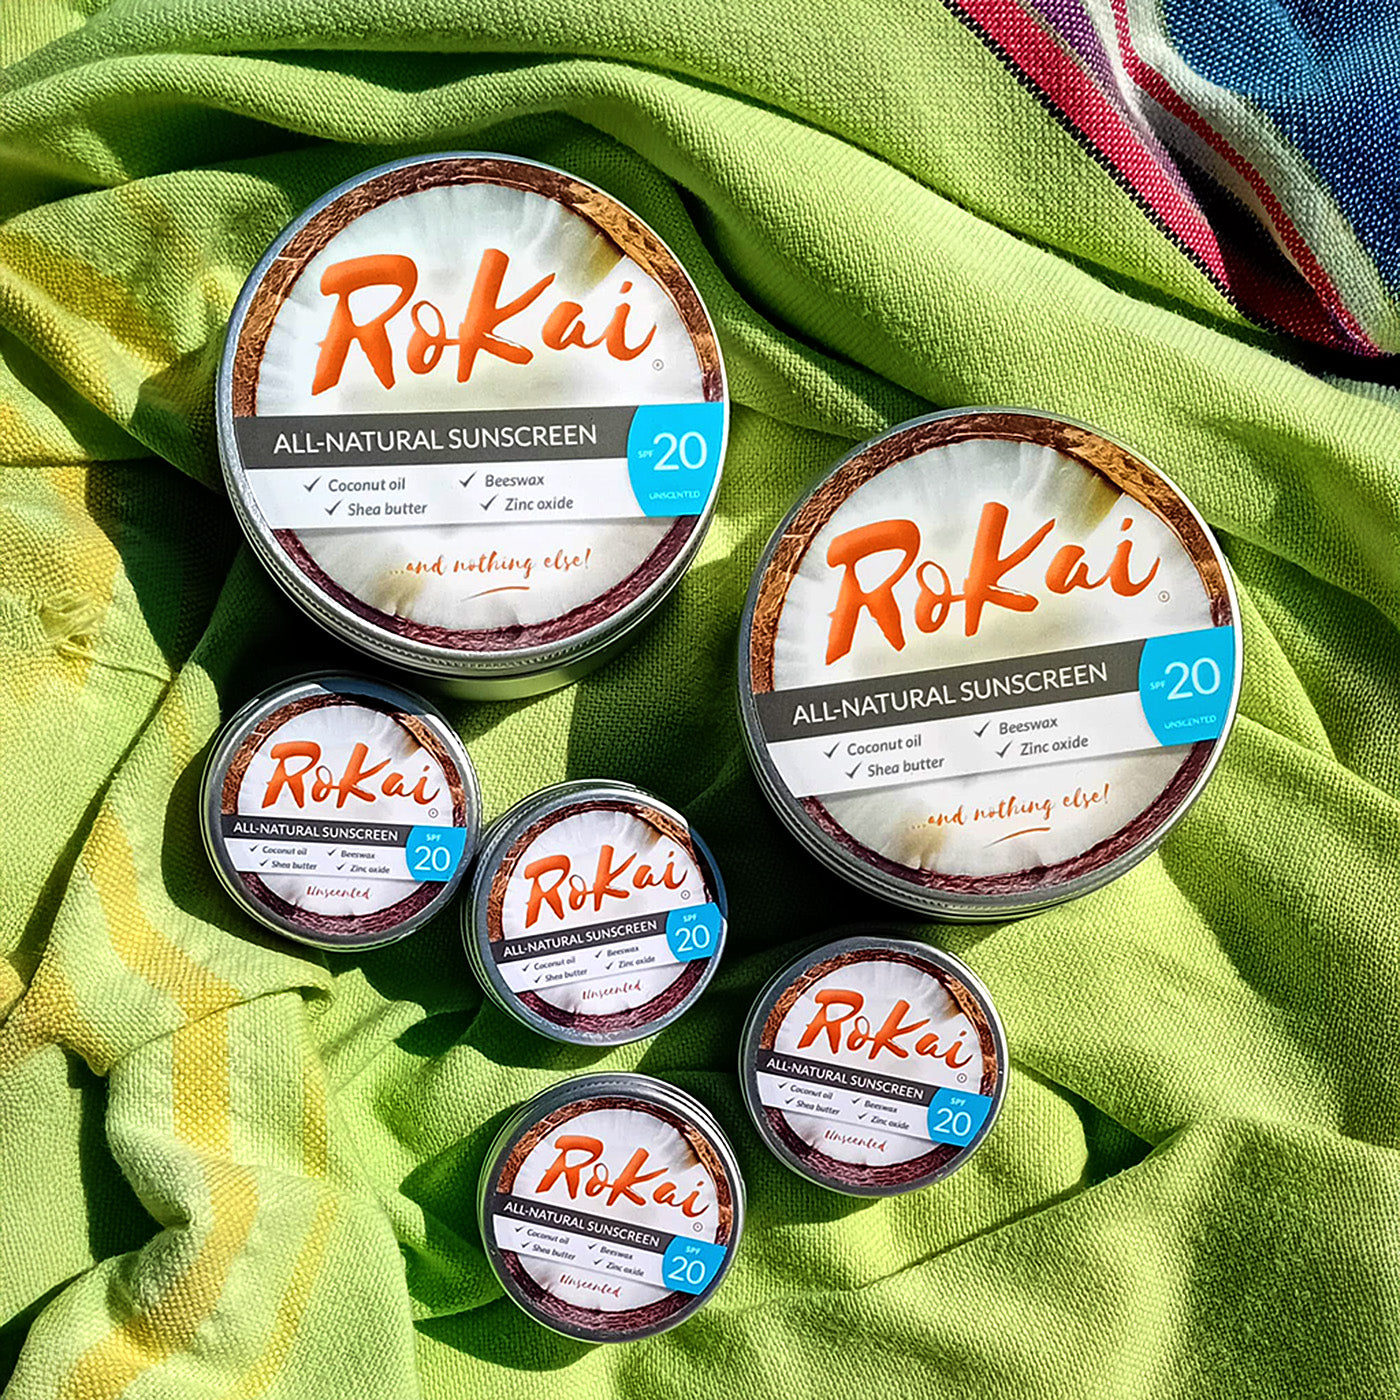 RoKai
ALL-NATURAL SUNSCREEN
SPF 20
UNSCENTED
✓ Coconut oil ✓ Beeswax
✓ Shea butter ✓ Zinc oxide
...and nothing else!
RoKai
ALL-NATURAL SUNSCREEN
SPF 20
UNSCENTED
✓ Coconut oil ✓ Beeswax
✓ Shea butter ✓ Zinc oxide
...and nothing else!
RoKai
ALL-NATURAL SUNSCREEN
SPF
20
✓ Coconut oil ✓ Beeswax
✓ Shea butter ✓ Zinc oxide
Unscented
RoKai
ALL-NATURAL SUNSCREEN
SPF
20
✓ Coconut oil ✓ Beeswax
✓ Shea butter ✓ Zinc oxide
Unscented
RoKai
ALL-NATURAL SUNSCREEN
SPF
20
✓ Coconut oil ✓ Beeswax
✓ Shea butter ✓ Zinc oxide
Unscented
RoKai
ALL-NATURAL SUNSCREEN
SPF
20
✓ Coconut oil ✓ Beeswax
✓ Shea butter ✓ Zinc oxide
Unscented